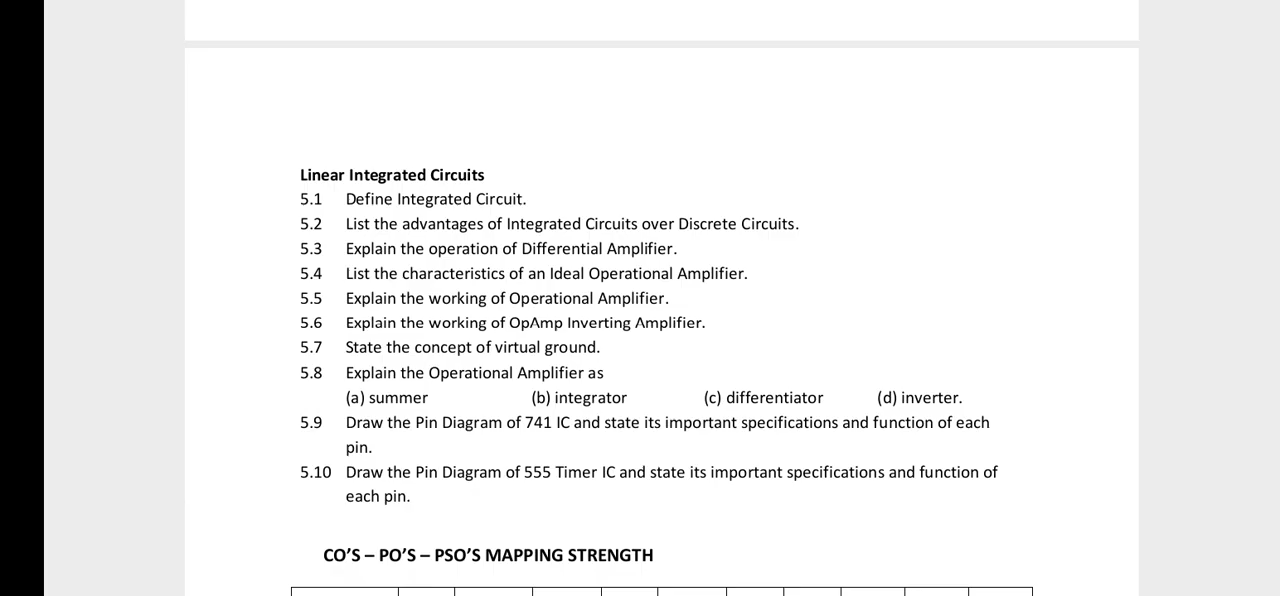 Linear Integrated Circuits
5.1 Define Integrated Circuit.
5.2 List the advantages of Integrated Circuits over Discrete Circuits.
5.3 Explain the operation of Differential Amplifier.
5.4 List the characteristics of an Ideal Operational Amplifier.
5.5 Explain the working of Operational Amplifier.
5.6 Explain the working of OpAmp Inverting Amplifier.
5.7 State the concept of virtual ground.
5.8 Explain the Operational Amplifier as
(a) summer (b) integrator (c) differentiator (d) inverter.
5.9 Draw the Pin Diagram of 741 IC and state its important specifications and function of each
pin.
5.10 Draw the Pin Diagram of 555 Timer IC and state its important specifications and function of
each pin.
CO’S – PO’S – PSO’S MAPPING STRENGTH